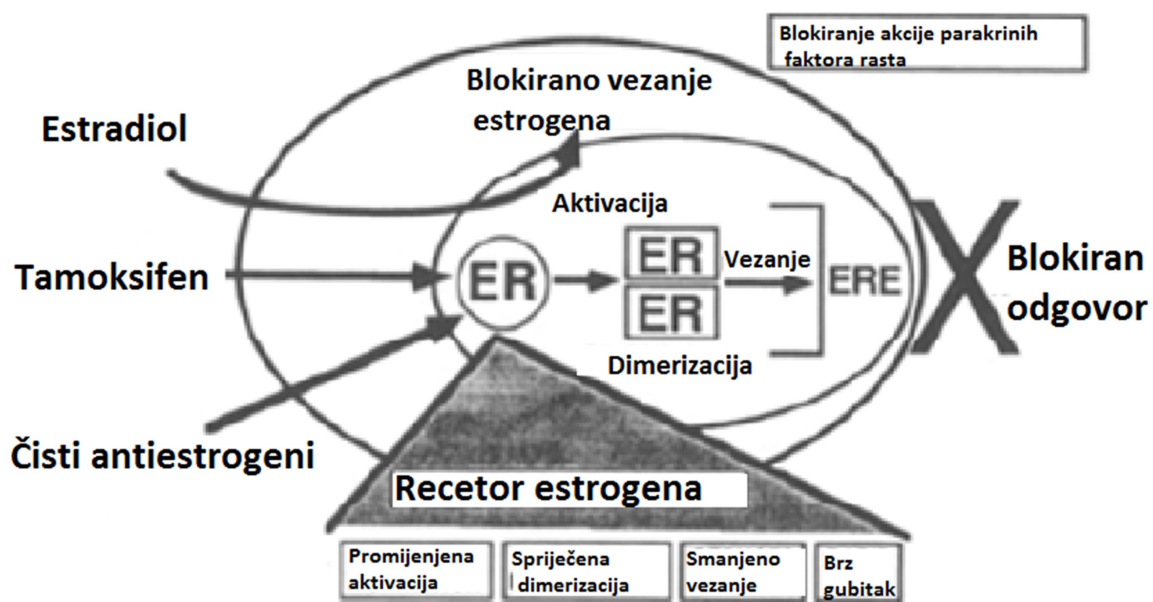 Blokiranje akcije parakrinih
faktora rasta
Blokirano vezanje
estrogena
Estradiol
Aktivacija
Tamoksifen
ER
ER
ER
Vezanje
ERE
Blokiran
odgovor
Dimerizacija
Čisti antiestrogeni
Recetor estrogena
Promijenjena
aktivacija
Spriječena
dimerizacija
Smanjeno
vezanje
Brz
gubitak